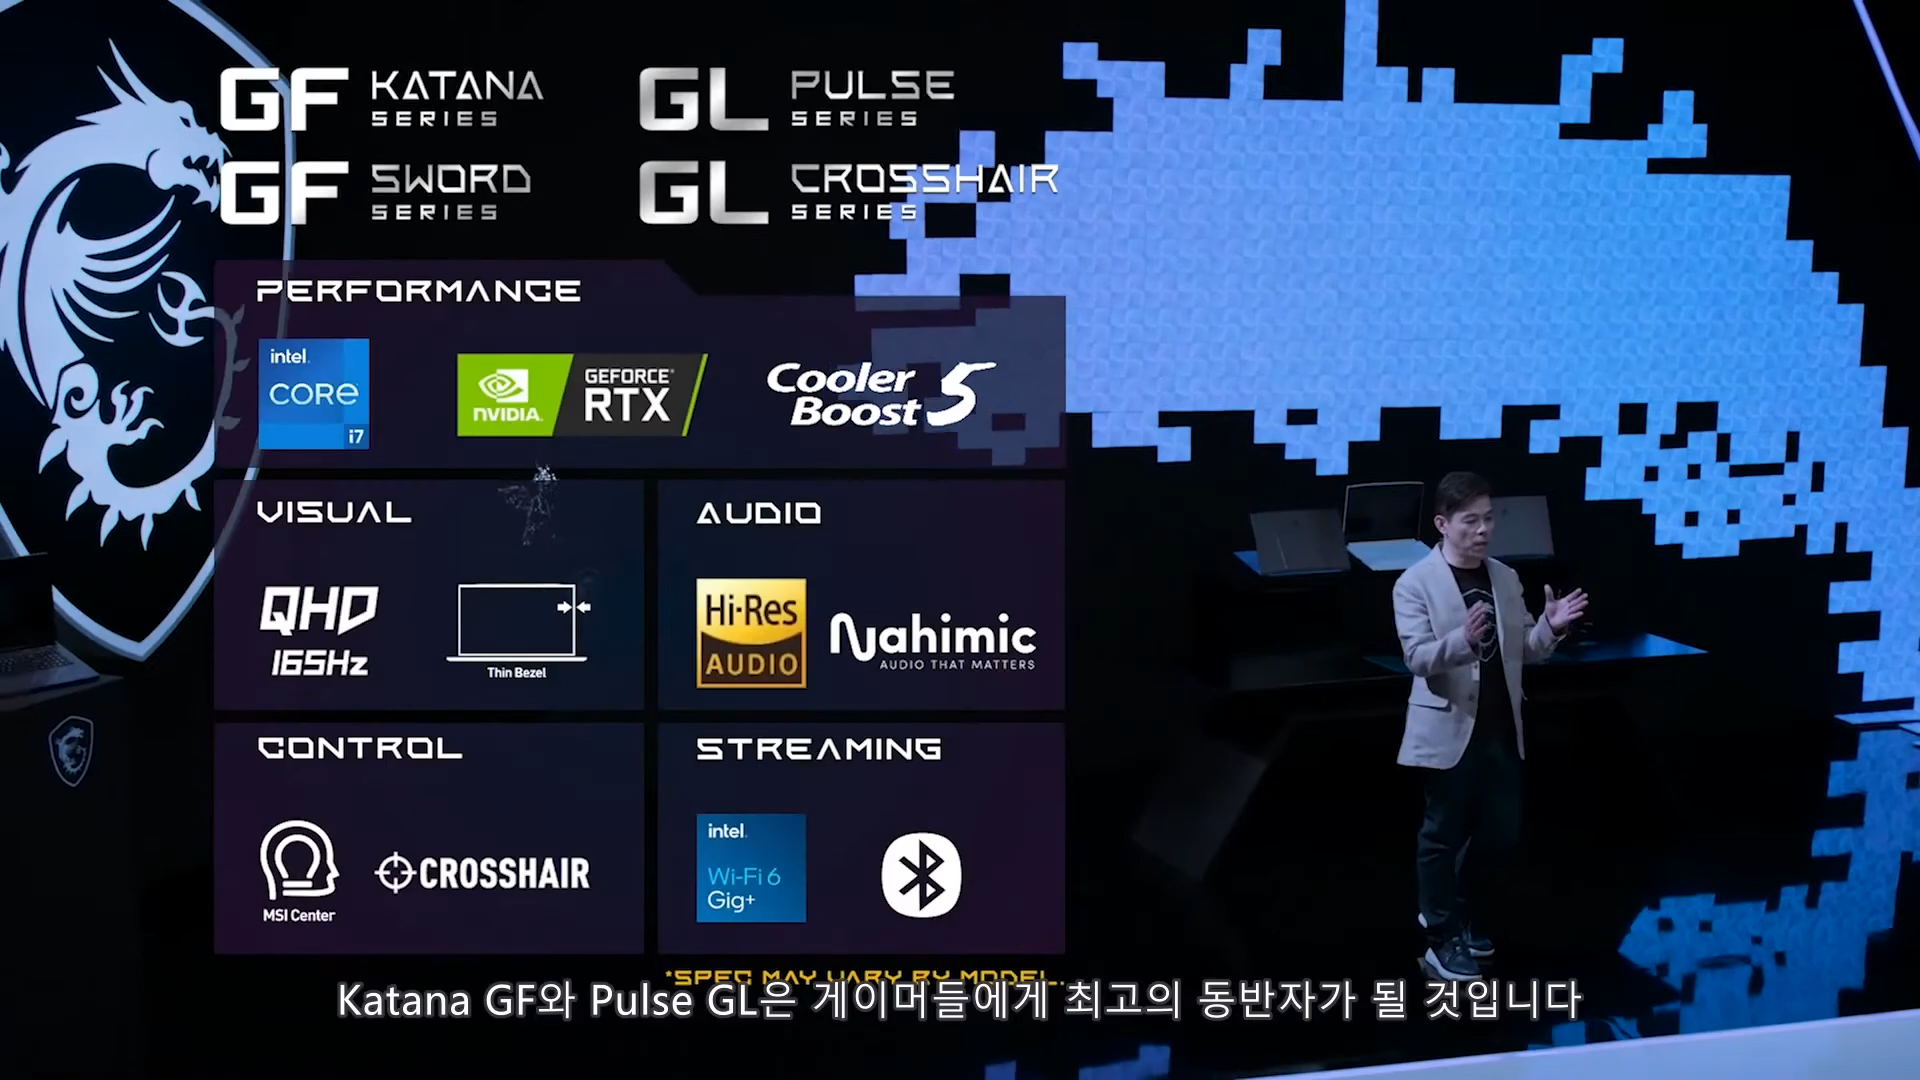 GF KATANA SERIES
GL PULSE SERIES
GF SWORD SERIES
GL CROSSHAIR SERIES
PERFORMANCE
intel. CORE i7
NVIDIA. GEFORCE RTX
Cooler Boost 5
VISUAL
QHD 165Hz
Thin Bezel
AUDIO
Hi-Res AUDIO
Nahimic
AUDIO THAT MATTERS
CONTROL
MSI Center
CROSSHAIR
STREAMING
intel. Wi-Fi 6 Gig+
*SPEC MAY VARY BY MODEL.
Katana GF와 Pulse GL은 게이머들에게 최고의 동반자가 될 것입니다